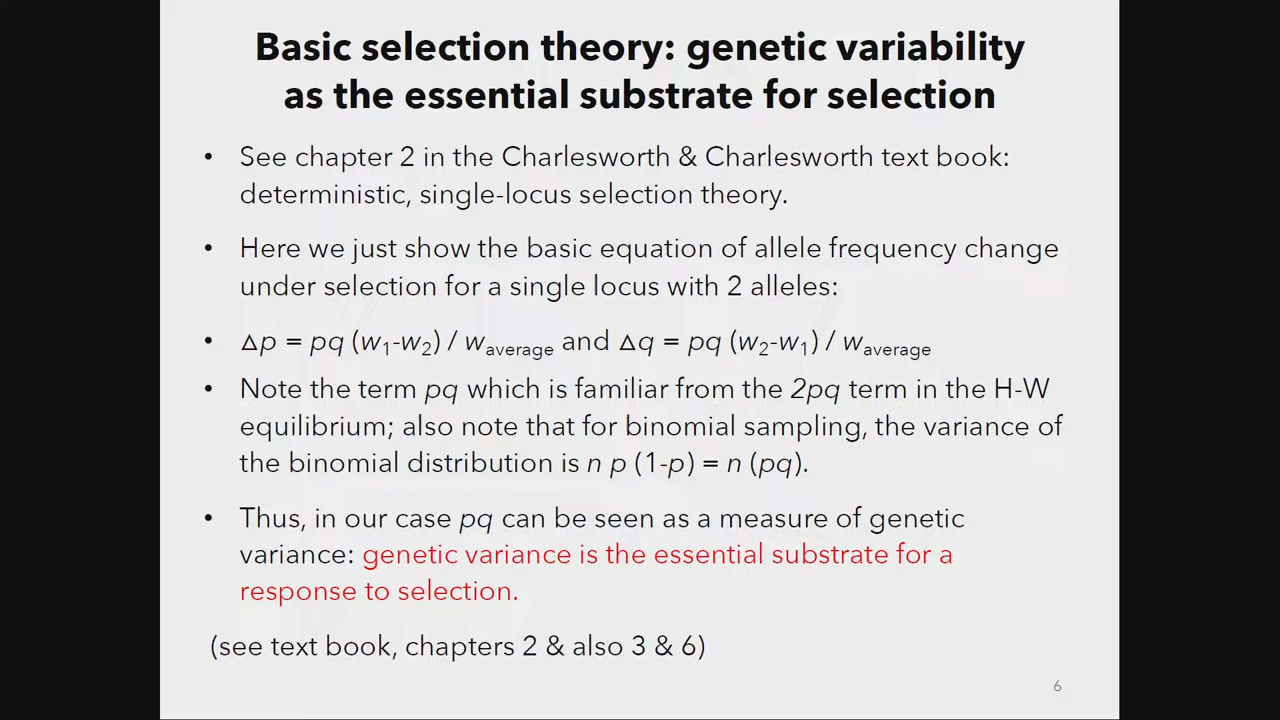 Basic selection theory: genetic variability
as the essential substrate for selection
• See chapter 2 in the Charlesworth & Charlesworth text book:
deterministic, single-locus selection theory.
• Here we just show the basic equation of allele frequency change
under selection for a single locus with 2 alleles:
• △p = pq (w₁-w₂) / w_average and △q = pq (w₂-w₁) / w_average
• Note the term pq which is familiar from the 2pq term in the H-W
equilibrium; also note that for binomial sampling, the variance of
the binomial distribution is n p (1-p) = n (pq).
• Thus, in our case pq can be seen as a measure of genetic
variance: genetic variance is the essential substrate for a
response to selection.
(see text book, chapters 2 & also 3 & 6)
6